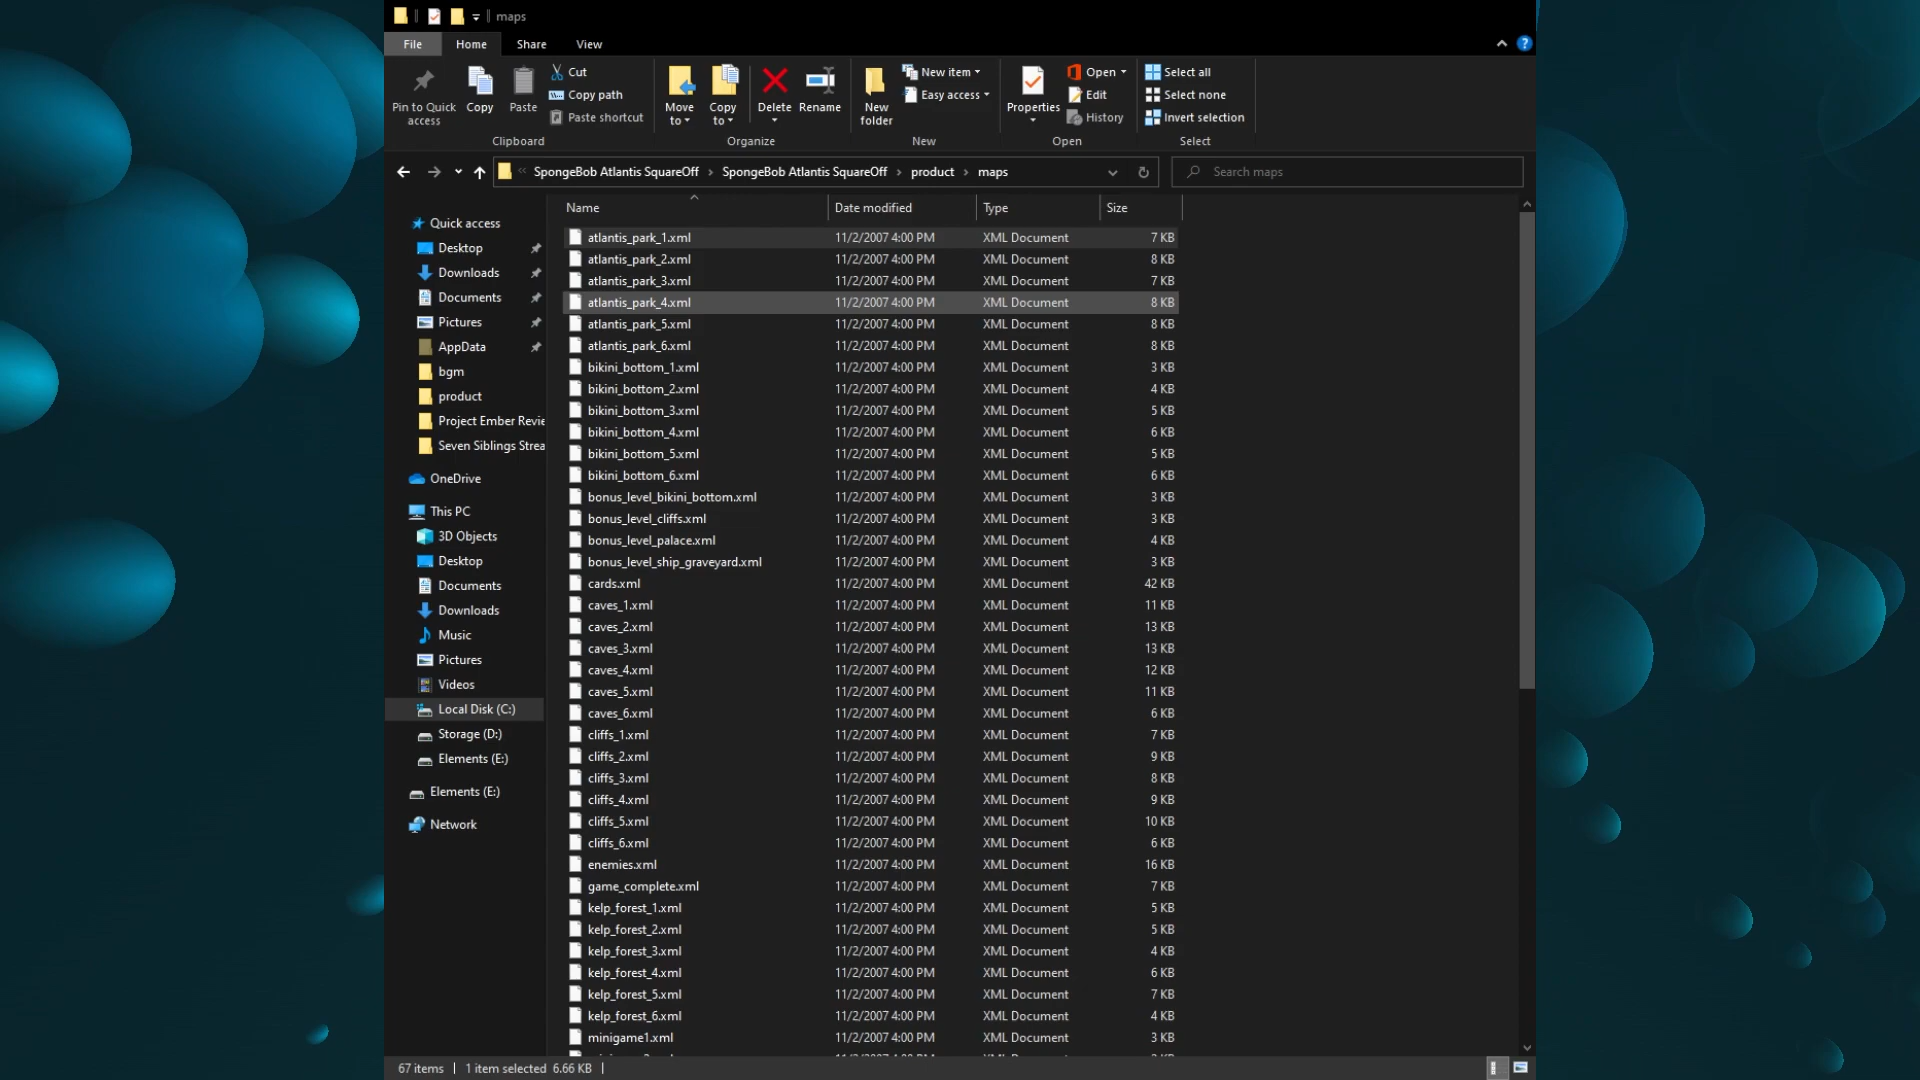 maps
File Home Share View
Pin to Quick access
Copy
Paste
Cut
Copy path
Paste shortcut
Clipboard
Move to
Copy to
Delete
Rename
Organize
New folder
New item
Easy access
New
Properties
Open
Edit
History
Open
Select all
Select none
Invert selection
Select
SpongeBob Atlantis SquareOff › SpongeBob Atlantis SquareOff › product › maps
Search maps
Quick access
Desktop
Downloads
Documents
Pictures
AppData
bgm
product
Project Ember Revie
Seven Siblings Strea
OneDrive
This PC
3D Objects
Desktop
Documents
Downloads
Music
Pictures
Videos
Local Disk (C:)
Storage (D:)
Elements (E:)
Elements (E:)
Network
Name Date modified Type Size
atlantis_park_1.xml 11/2/2007 4:00 PM XML Document 7 KB
atlantis_park_2.xml 11/2/2007 4:00 PM XML Document 8 KB
atlantis_park_3.xml 11/2/2007 4:00 PM XML Document 7 KB
atlantis_park_4.xml 11/2/2007 4:00 PM XML Document 8 KB
atlantis_park_5.xml 11/2/2007 4:00 PM XML Document 8 KB
atlantis_park_6.xml 11/2/2007 4:00 PM XML Document 8 KB
bikini_bottom_1.xml 11/2/2007 4:00 PM XML Document 3 KB
bikini_bottom_2.xml 11/2/2007 4:00 PM XML Document 4 KB
bikini_bottom_3.xml 11/2/2007 4:00 PM XML Document 5 KB
bikini_bottom_4.xml 11/2/2007 4:00 PM XML Document 6 KB
bikini_bottom_5.xml 11/2/2007 4:00 PM XML Document 5 KB
bikini_bottom_6.xml 11/2/2007 4:00 PM XML Document 6 KB
bonus_level_bikini_bottom.xml 11/2/2007 4:00 PM XML Document 3 KB
bonus_level_cliffs.xml 11/2/2007 4:00 PM XML Document 3 KB
bonus_level_palace.xml 11/2/2007 4:00 PM XML Document 4 KB
bonus_level_ship_graveyard.xml 11/2/2007 4:00 PM XML Document 3 KB
cards.xml 11/2/2007 4:00 PM XML Document 42 KB
caves_1.xml 11/2/2007 4:00 PM XML Document 11 KB
caves_2.xml 11/2/2007 4:00 PM XML Document 13 KB
caves_3.xml 11/2/2007 4:00 PM XML Document 13 KB
caves_4.xml 11/2/2007 4:00 PM XML Document 12 KB
caves_5.xml 11/2/2007 4:00 PM XML Document 11 KB
caves_6.xml 11/2/2007 4:00 PM XML Document 6 KB
cliffs_1.xml 11/2/2007 4:00 PM XML Document 7 KB
cliffs_2.xml 11/2/2007 4:00 PM XML Document 9 KB
cliffs_3.xml 11/2/2007 4:00 PM XML Document 8 KB
cliffs_4.xml 11/2/2007 4:00 PM XML Document 9 KB
cliffs_5.xml 11/2/2007 4:00 PM XML Document 10 KB
cliffs_6.xml 11/2/2007 4:00 PM XML Document 6 KB
enemies.xml 11/2/2007 4:00 PM XML Document 16 KB
game_complete.xml 11/2/2007 4:00 PM XML Document 7 KB
kelp_forest_1.xml 11/2/2007 4:00 PM XML Document 5 KB
kelp_forest_2.xml 11/2/2007 4:00 PM XML Document 5 KB
kelp_forest_3.xml 11/2/2007 4:00 PM XML Document 4 KB
kelp_forest_4.xml 11/2/2007 4:00 PM XML Document 6 KB
kelp_forest_5.xml 11/2/2007 4:00 PM XML Document 7 KB
kelp_forest_6.xml 11/2/2007 4:00 PM XML Document 4 KB
minigame1.xml 11/2/2007 4:00 PM XML Document 3 KB
67 items 1 item selected 6.66 KB